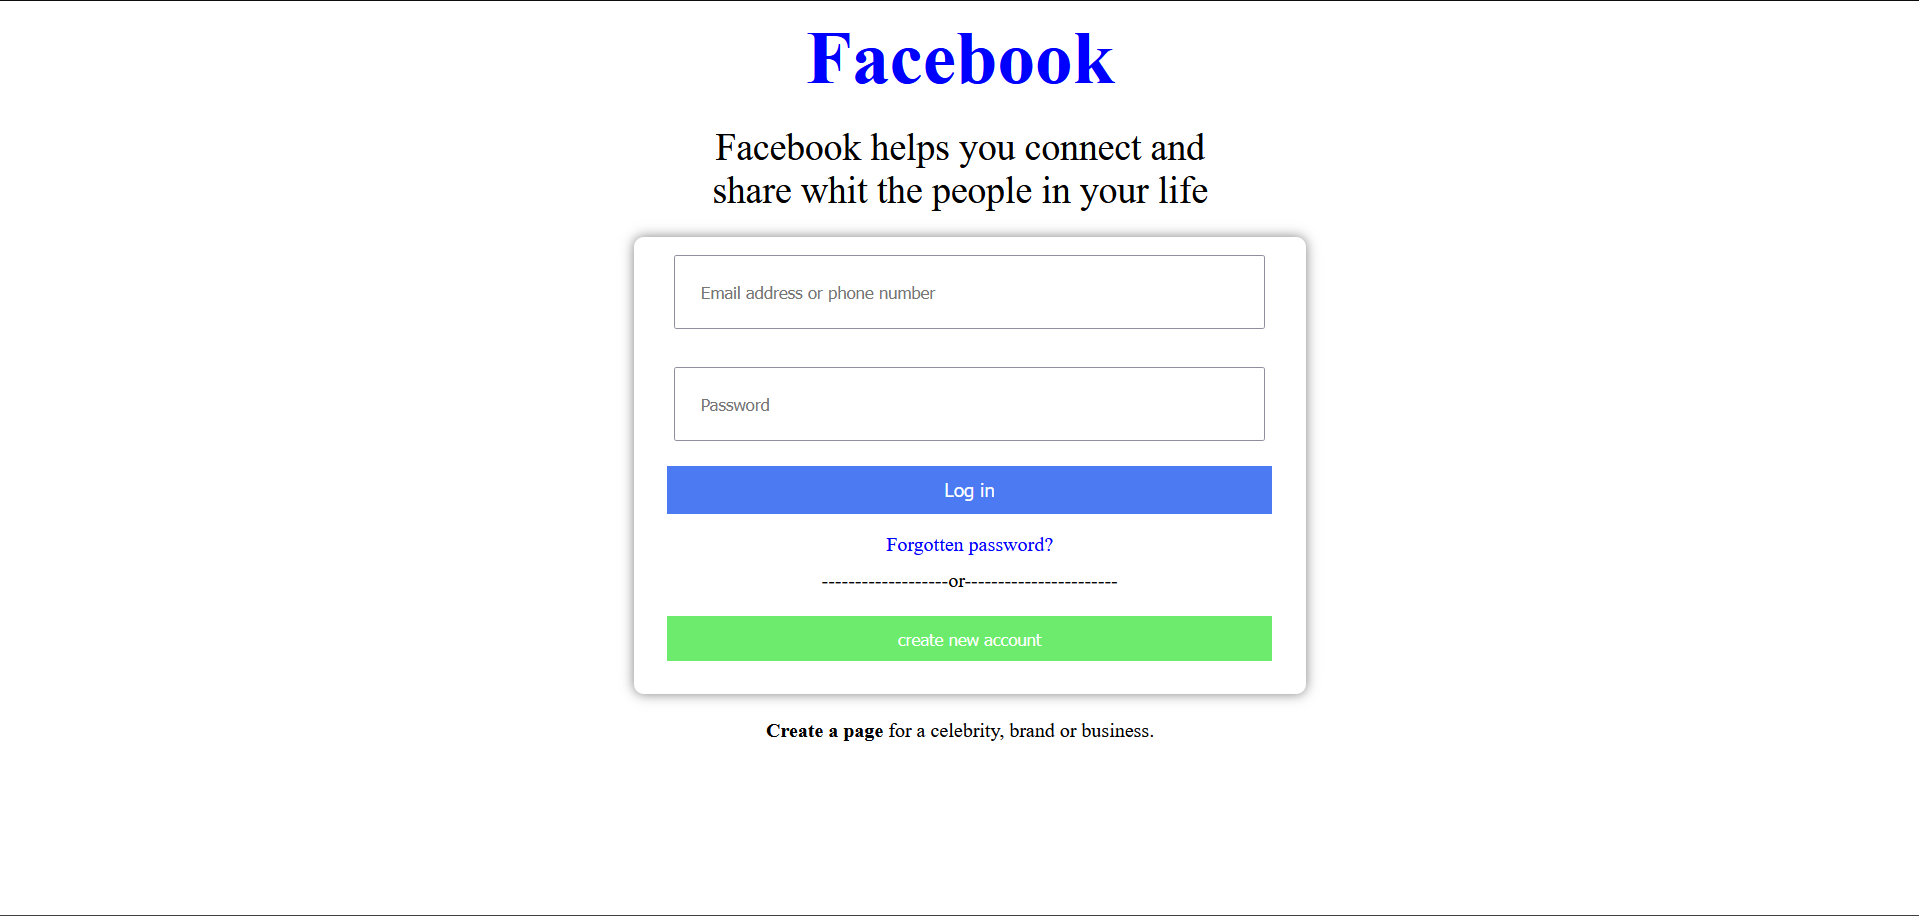 Facebook
Facebook helps you connect and
share whit the people in your life
Email address or phone number
Password
Log in
Forgotten password?
-------------------or-----------------------
create new account
Create a page for a celebrity, brand or business.